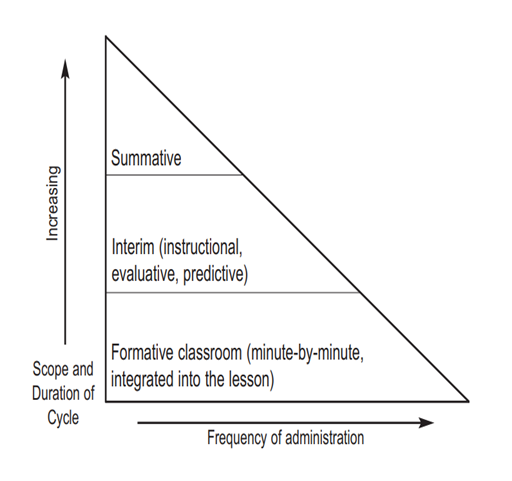 Increasing
Summative
Interim (instructional,
evaluative, predictive)
Formative classroom (minute-by-minute,
integrated into the lesson)
Scope and
Duration of
Cycle
Frequency of administration